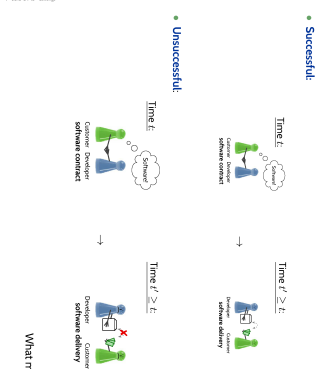 Successful:
Time t:
Software!
Customer Developer
software contract
→
Time t′ ≥ t:
Developer Customer
software delivery
Unsuccessful:
Time t:
Software!
Customer Developer
software contract
→
Time t′ ≥ t:
Developer Customer
software delivery